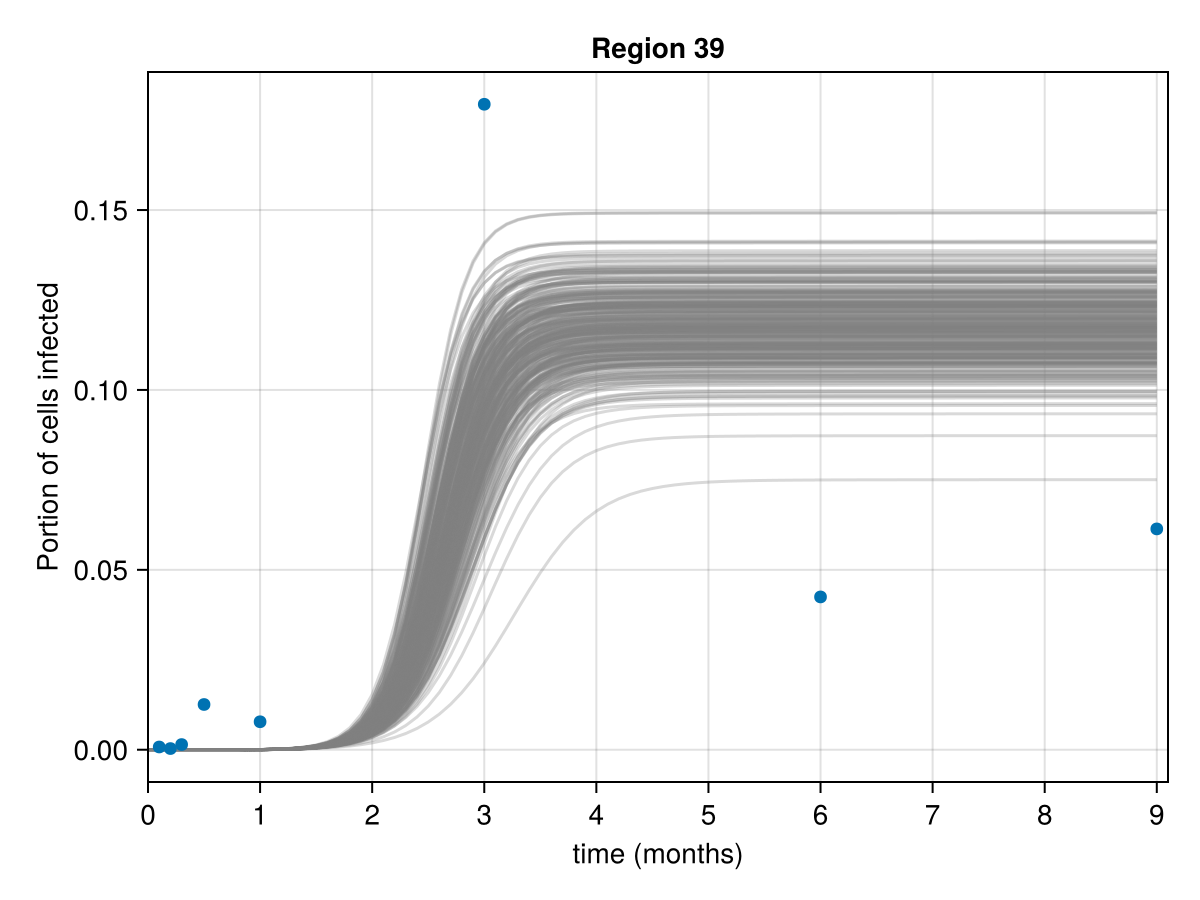 Region 39
Portion of cells infected
0.15
0.10
0.05
0.00
0 1 2 3 4 5 6 7 8 9
time (months)